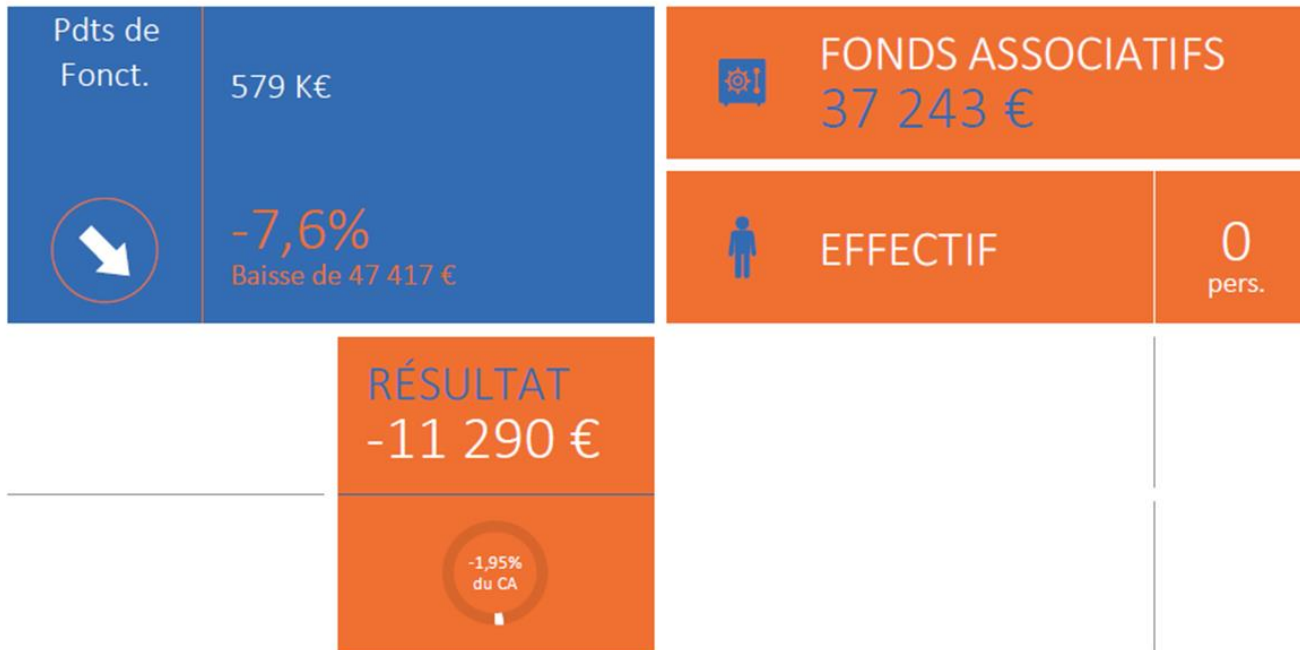 Pdts de
Fonct.
579 K€
-7,6%
Baisse de 47 417 €
FONDS ASSOCIATIFS
37 243 €
EFFECTIF
0
pers.
RÉSULTAT
-11 290 €
-1,95%
du CA